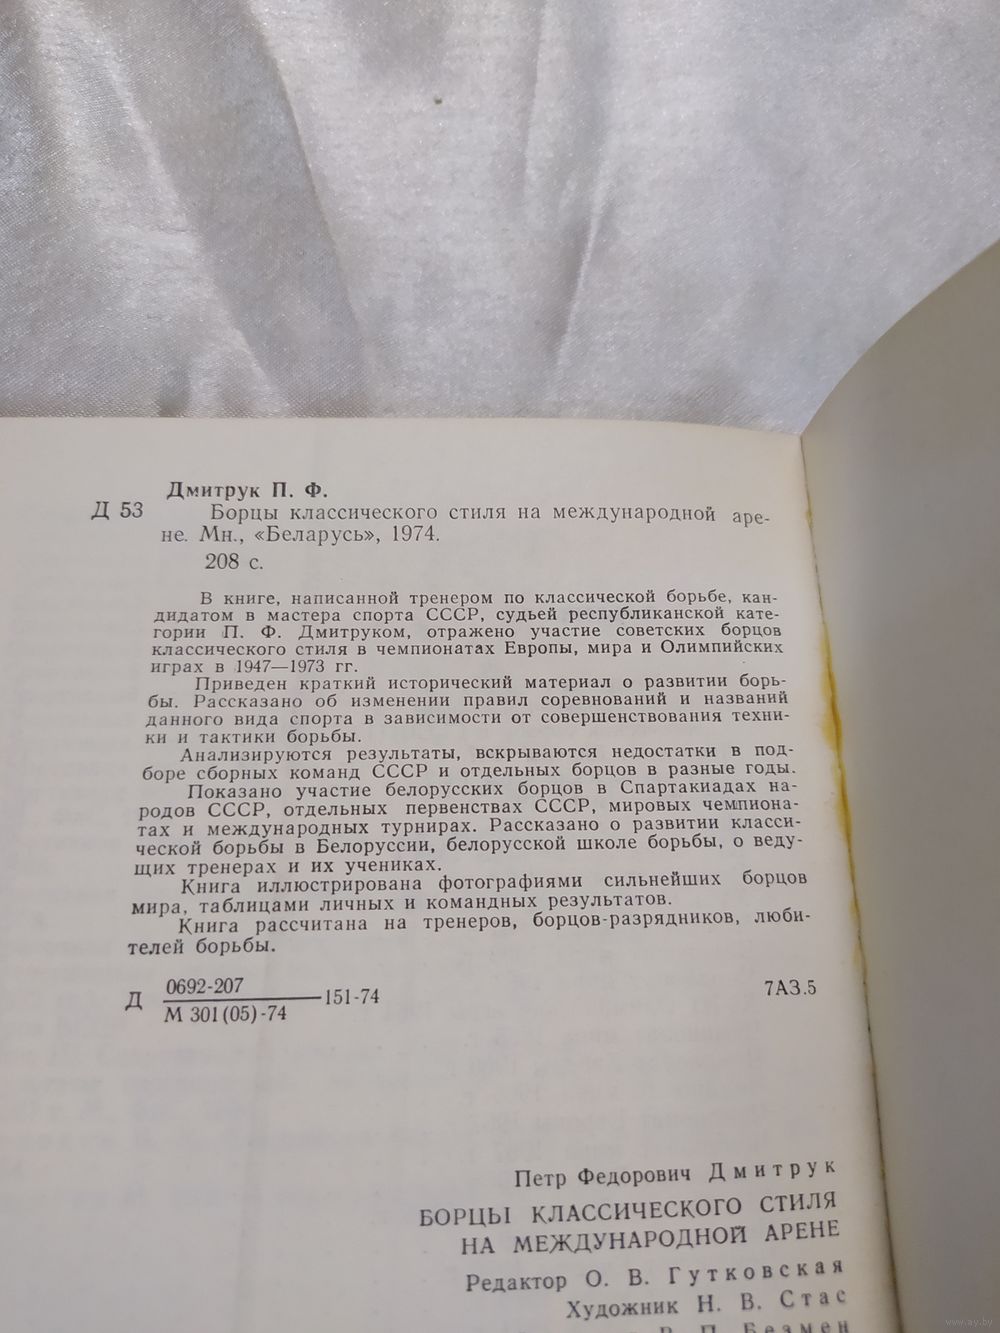 Дмитрук П. Ф.
Д 53
Борцы классического стиля на международной аре-
не. Мн., «Беларусь», 1974.
208 с.
В книге, написанной тренером по классической борьбе, кан-
дидатом в мастера спорта СССР, судьей республиканской кате-
гории П. Ф. Дмитруком, отражено участие советских борцов
классического стиля в чемпионатах Европы, мира и Олимпийских
играх в 1947—1973 гг.
Приведен краткий исторический материал о развитии борь-
бы. Рассказано об изменении правил соревнований и названий
данного вида спорта в зависимости от совершенствования техни-
ки и тактики борьбы.
Анализируются результаты, вскрываются недостатки в под-
боре сборных команд СССР и отдельных борцов в разные годы.
Показано участие белорусских борцов в Спартакиадах на-
родов СССР, отдельных первенствах СССР, мировых чемпиона-
тах и международных турнирах. Рассказано о развитии класси-
ческой борьбы в Белоруссии, белорусской школе борьбы, о веду-
щих тренерах и их учениках.
Книга иллюстрирована фотографиями сильнейших борцов
мира, таблицами личных и командных результатов.
Книга рассчитана на тренеров, борцов-разрядников, люби-
телей борьбы.
Д 0692-207
М 301(05)-74 -151-74 7А3.5
Петр Федорович Дмитрук
БОРЦЫ КЛАССИЧЕСКОГО СТИЛЯ
НА МЕЖДУНАРОДНОЙ АРЕНЕ
Редактор О. В. Гутковская
Художник Н. В. Стас
В. П. Безмен
www.ay.by